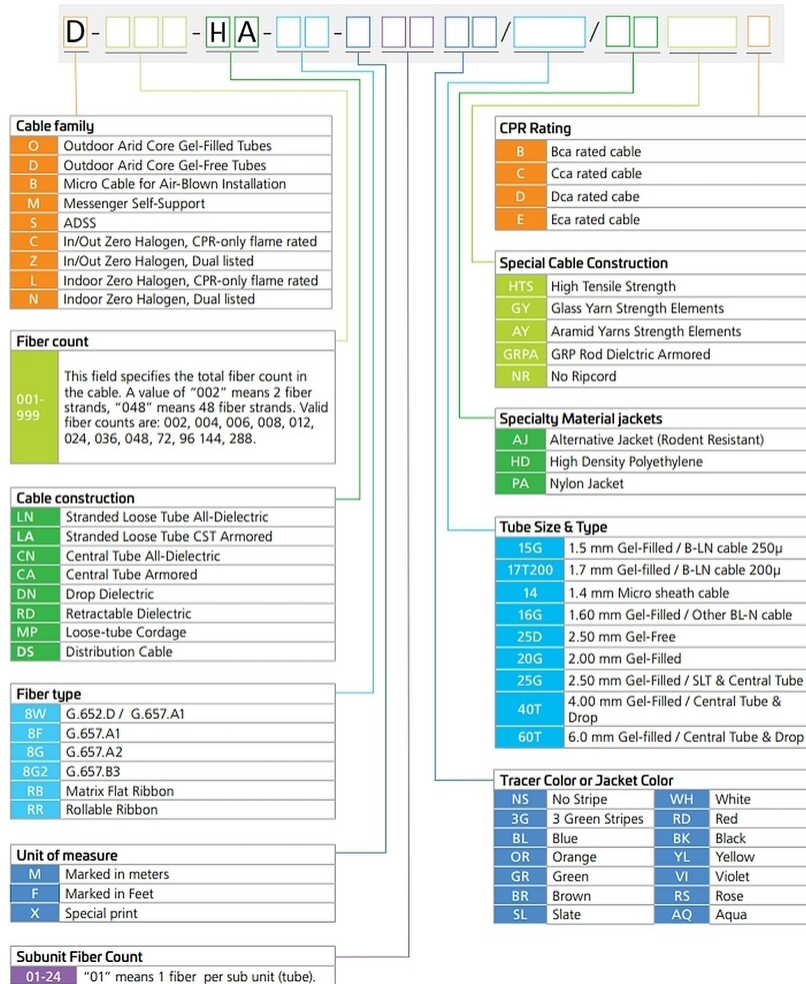 D - - H A - - - / /
Cable family
O Outdoor Arid Core Gel-Filled Tubes
D Outdoor Arid Core Gel-Free Tubes
B Micro Cable for Air-Blown Installation
M Messenger Self-Support
S ADSS
C In/Out Zero Halogen, CPR-only flame rated
Z In/Out Zero Halogen, Dual listed
L Indoor Zero Halogen, CPR-only flame rated
N Indoor Zero Halogen, Dual listed
Fiber count
001-
999
This field specifies the total fiber count in
the cable. A value of “002” means 2 fiber
strands, “048” means 48 fiber strands. Valid
fiber counts are: 002, 004, 006, 008, 012,
024, 036, 048, 72, 96 144, 288.
Cable construction
LN Stranded Loose Tube All-Dielectric
LA Stranded Loose Tube CST Armored
CN Central Tube All-Dielectric
CA Central Tube Armored
DN Drop Dielectric
RD Retractable Dielectric
MP Loose-tube Cordage
DS Distribution Cable
Fiber type
8W G.652.D / G.657.A1
8F G.657.A1
8G G.657.A2
8G2 G.657.B3
RB Matrix Flat Ribbon
RR Rollable Ribbon
Unit of measure
M Marked in meters
F Marked in Feet
X Special print
Subunit Fiber Count
01-24 “01” means 1 fiber per sub unit (tube).
CPR Rating
B Bca rated cable
C Cca rated cable
D Dca rated cabe
E Eca rated cable
Special Cable Construction
HTS High Tensile Strength
GY Glass Yarn Strength Elements
AY Aramid Yarns Strength Elements
GRPA GRP Rod Dielctric Armored
NR No Ripcord
Specialty Material jackets
AJ Alternative Jacket (Rodent Resistant)
HD High Density Polyethylene
PA Nylon Jacket
Tube Size & Type
15G 1.5 mm Gel-Filled / B-LN cable 250µ
17T200 1.7 mm Gel-filled / B-LN cable 200µ
14 1.4 mm Micro sheath cable
16G 1.60 mm Gel-Filled / Other BL-N cable
25D 2.50 mm Gel-Free
20G 2.00 mm Gel-Filled
25G 2.50 mm Gel-Filled / SLT & Central Tube
40T 4.00 mm Gel-Filled / Central Tube &
Drop
60T 6.0 mm Gel-filled / Central Tube & Drop
Tracer Color or Jacket Color
NS No Stripe WH White
3G 3 Green Stripes RD Red
BL Blue BK Black
OR Orange YL Yellow
GR Green VI Violet
BR Brown RS Rose
SL Slate AQ Aqua